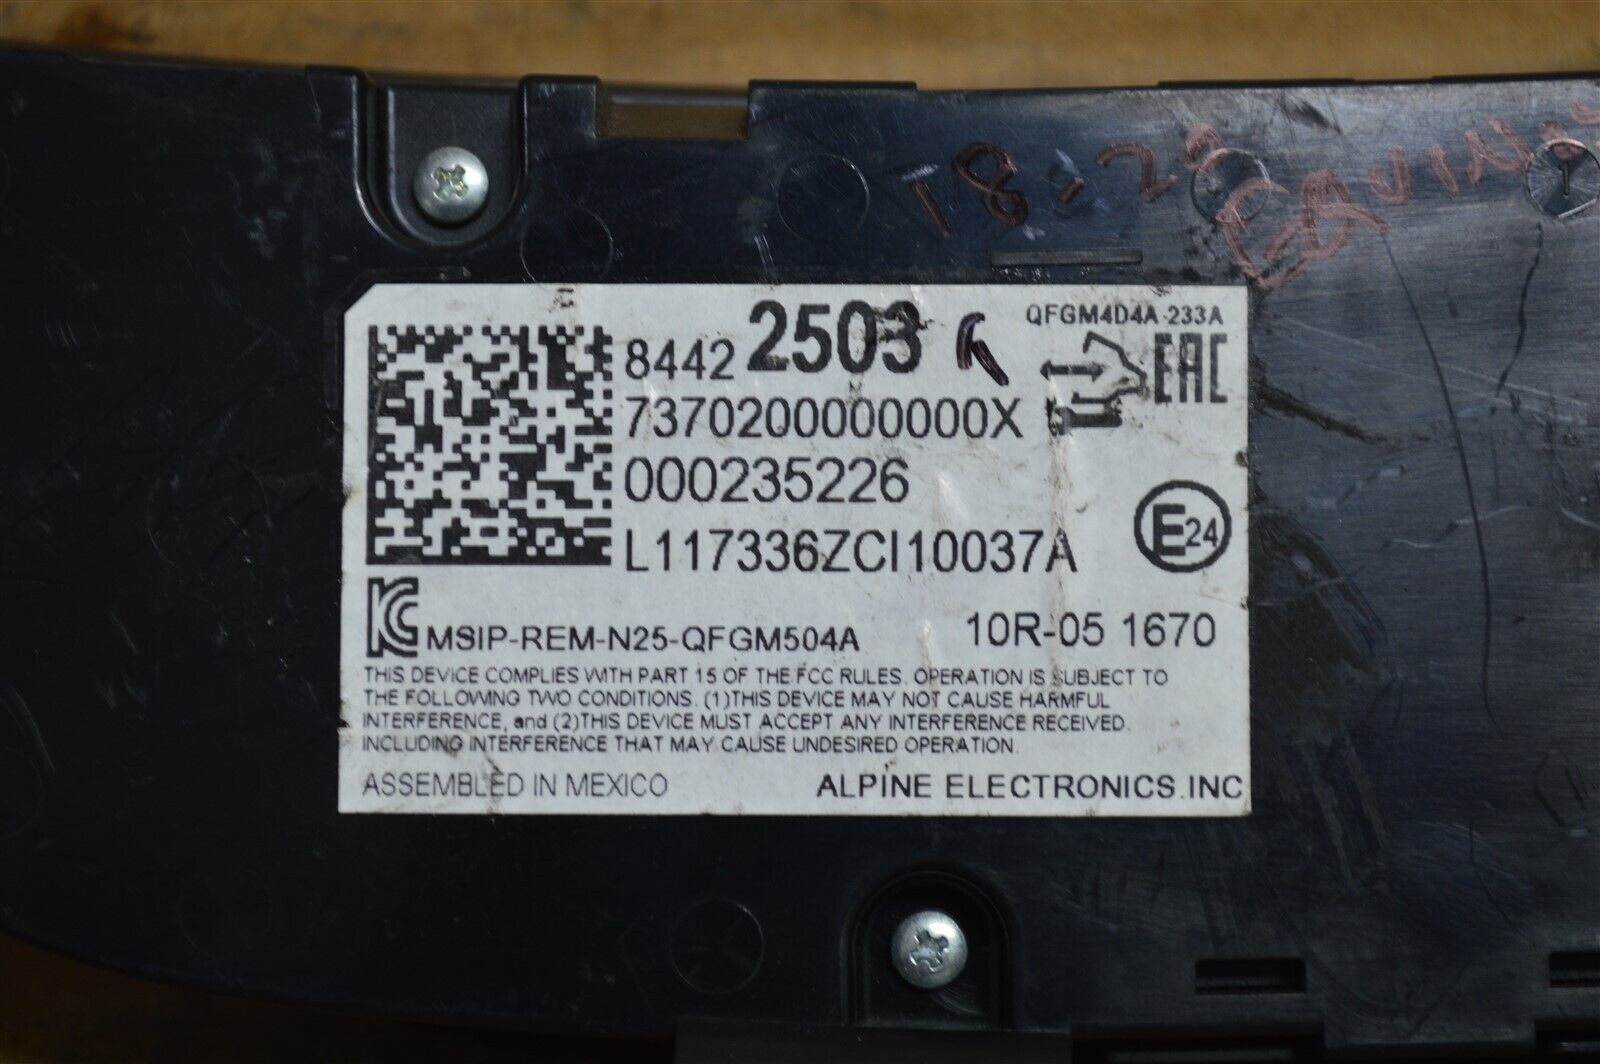 18-22 EQUINOX
8442 2503
QFGM4D4A-233A
7370200000000X
EAC
000235226
L117336ZCI10037A
E24
KC MSIP-REM-N25-QFGM504A
10R-05 1670
THIS DEVICE COMPLIES WITH PART 15 OF THE FCC RULES. OPERATION IS SUBJECT TO
THE FOLLOWING TWO CONDITIONS. (1)THIS DEVICE MAY NOT CAUSE HARMFUL
INTERFERENCE, and (2)THIS DEVICE MUST ACCEPT ANY INTERFERENCE RECEIVED.
INCLUDING INTERFERENCE THAT MAY CAUSE UNDESIRED OPERATION.
ASSEMBLED IN MEXICO
ALPINE ELECTRONICS.INC